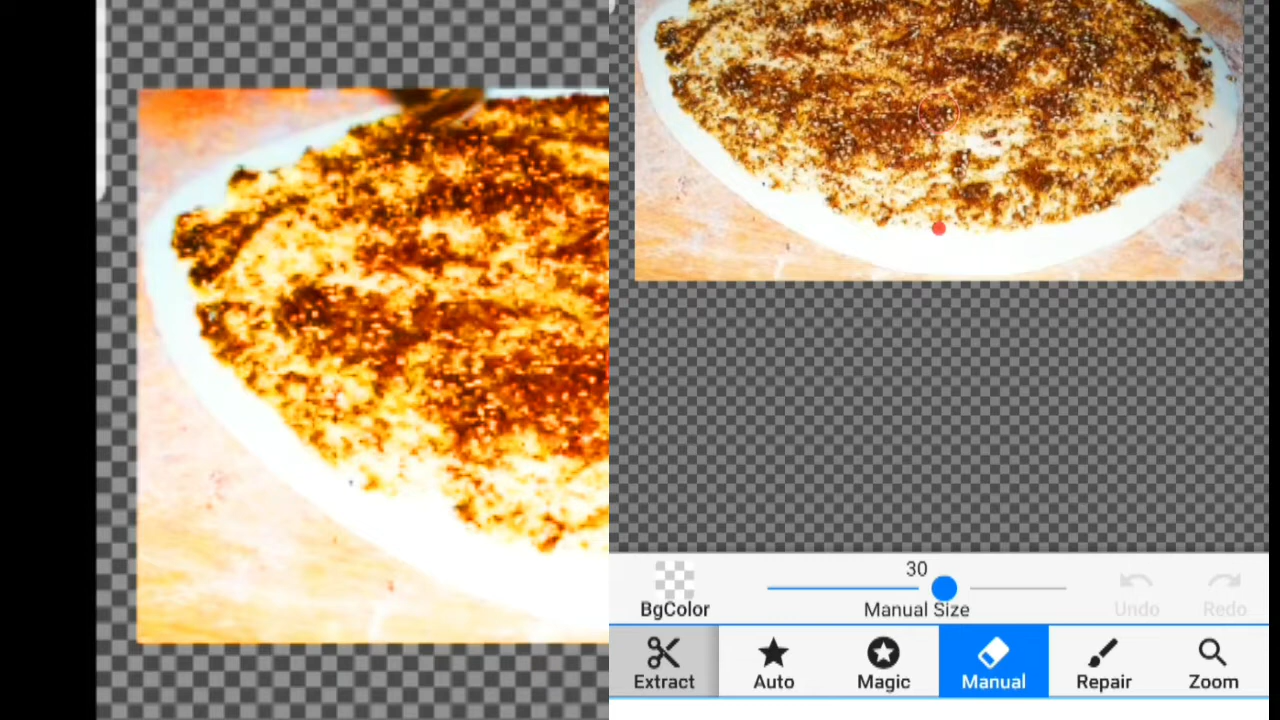 30
BgColor
Manual Size
Undo
Redo
Extract
Auto
Magic
Manual
Repair
Zoom